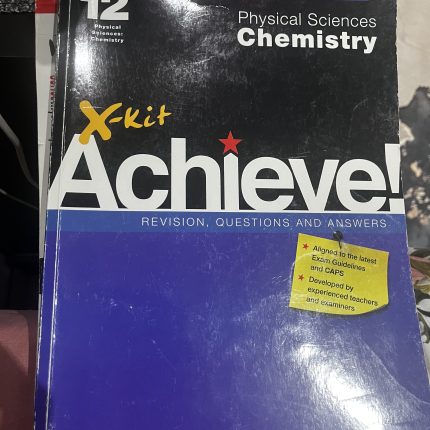 12
Physical
Sciences:
Chemistry
Physical Sciences
Chemistry
X-kit
Achieve!
REVISION, QUESTIONS AND ANSWERS
Aligned to the latest
Exam Guidelines
and CAPS
Developed by
experienced teachers
and examiners